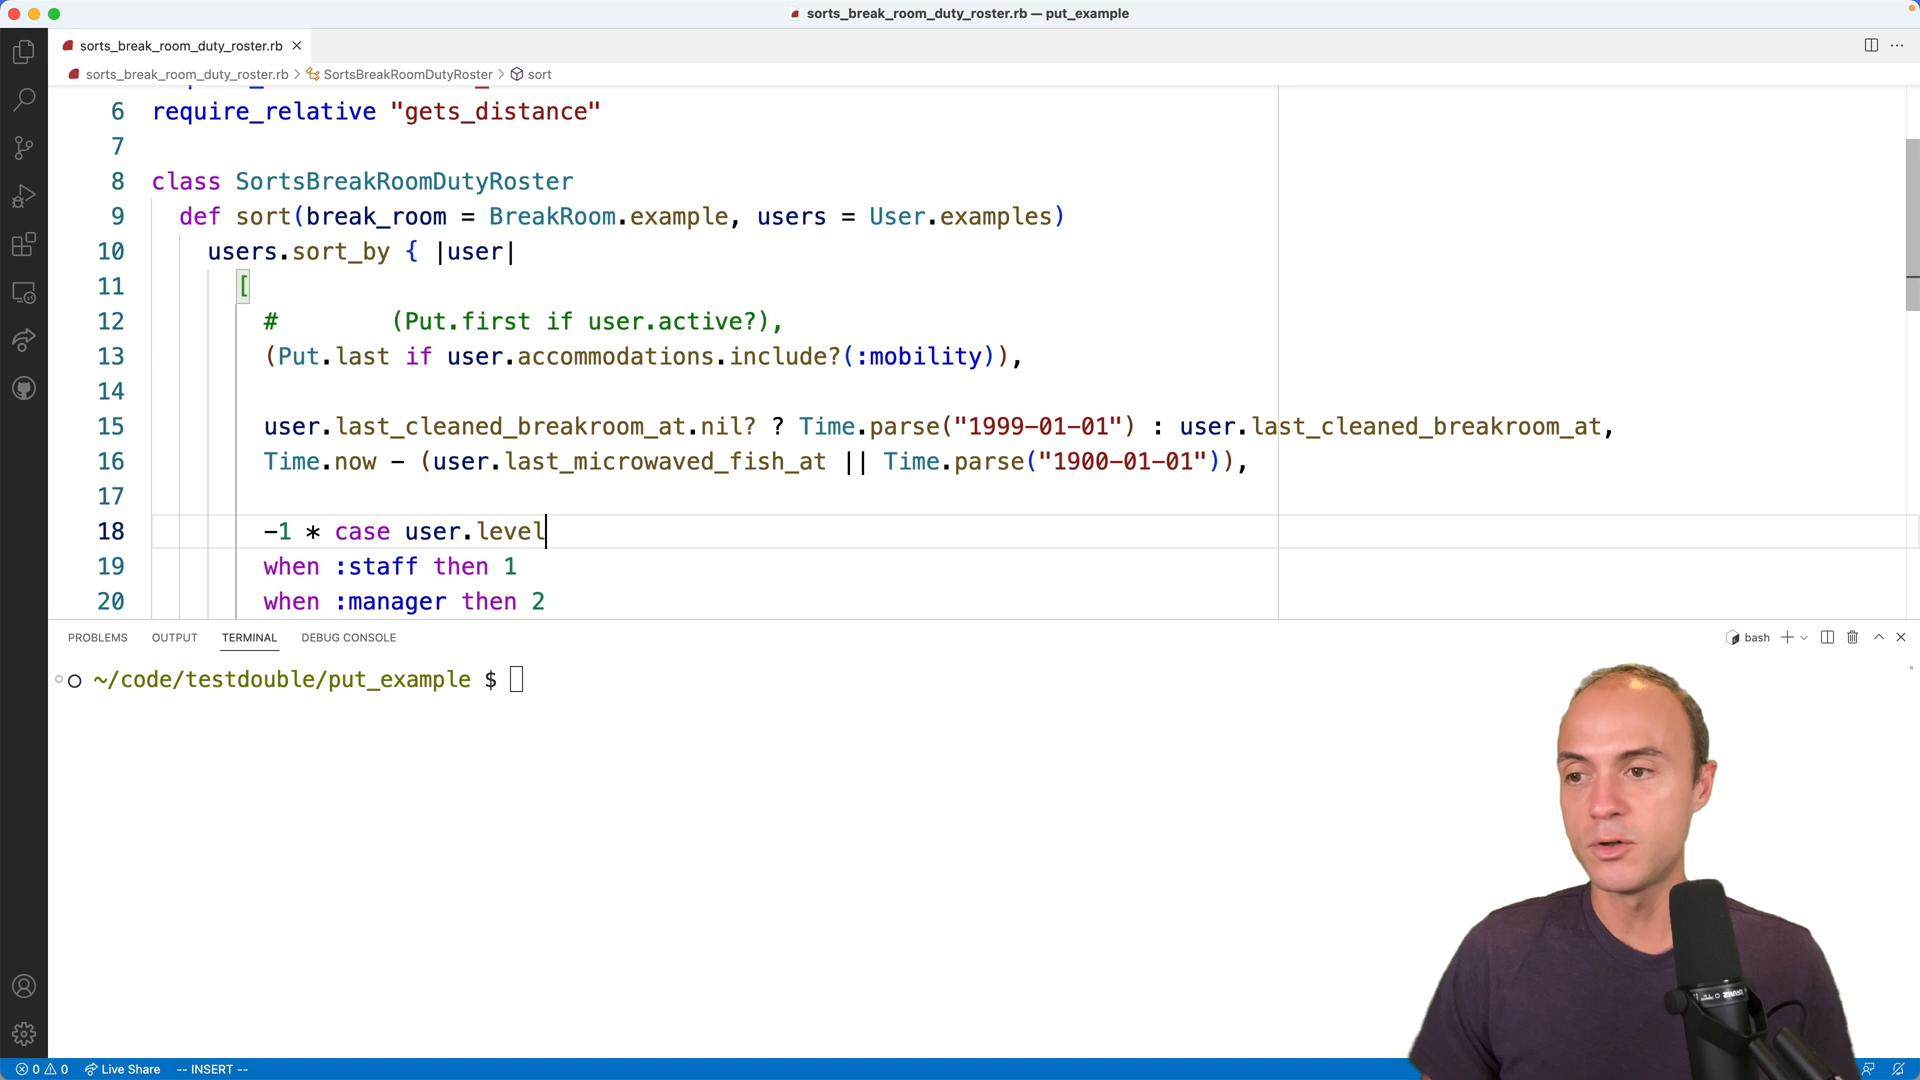 sorts_break_room_duty_roster.rb — put_example
sorts_break_room_duty_roster.rb
sorts_break_room_duty_roster.rb > SortsBreakRoomDutyRoster > sort
6 require_relative "gets_distance"
7
8 class SortsBreakRoomDutyRoster
9 def sort(break_room = BreakRoom.example, users = User.examples)
10 users.sort_by { |user|
11 [
12 # (Put.first if user.active?),
13 (Put.last if user.accommodations.include?(:mobility)),
14
15 user.last_cleaned_breakroom_at.nil? ? Time.parse("1999-01-01") : user.last_cleaned_breakroom_at,
16 Time.now - (user.last_microwaved_fish_at || Time.parse("1900-01-01")),
17
18 -1 * case user.level
19 when :staff then 1
20 when :manager then 2
PROBLEMS OUTPUT TERMINAL DEBUG CONSOLE
bash
~/code/testdouble/put_example $
0 0 Live Share -- INSERT --